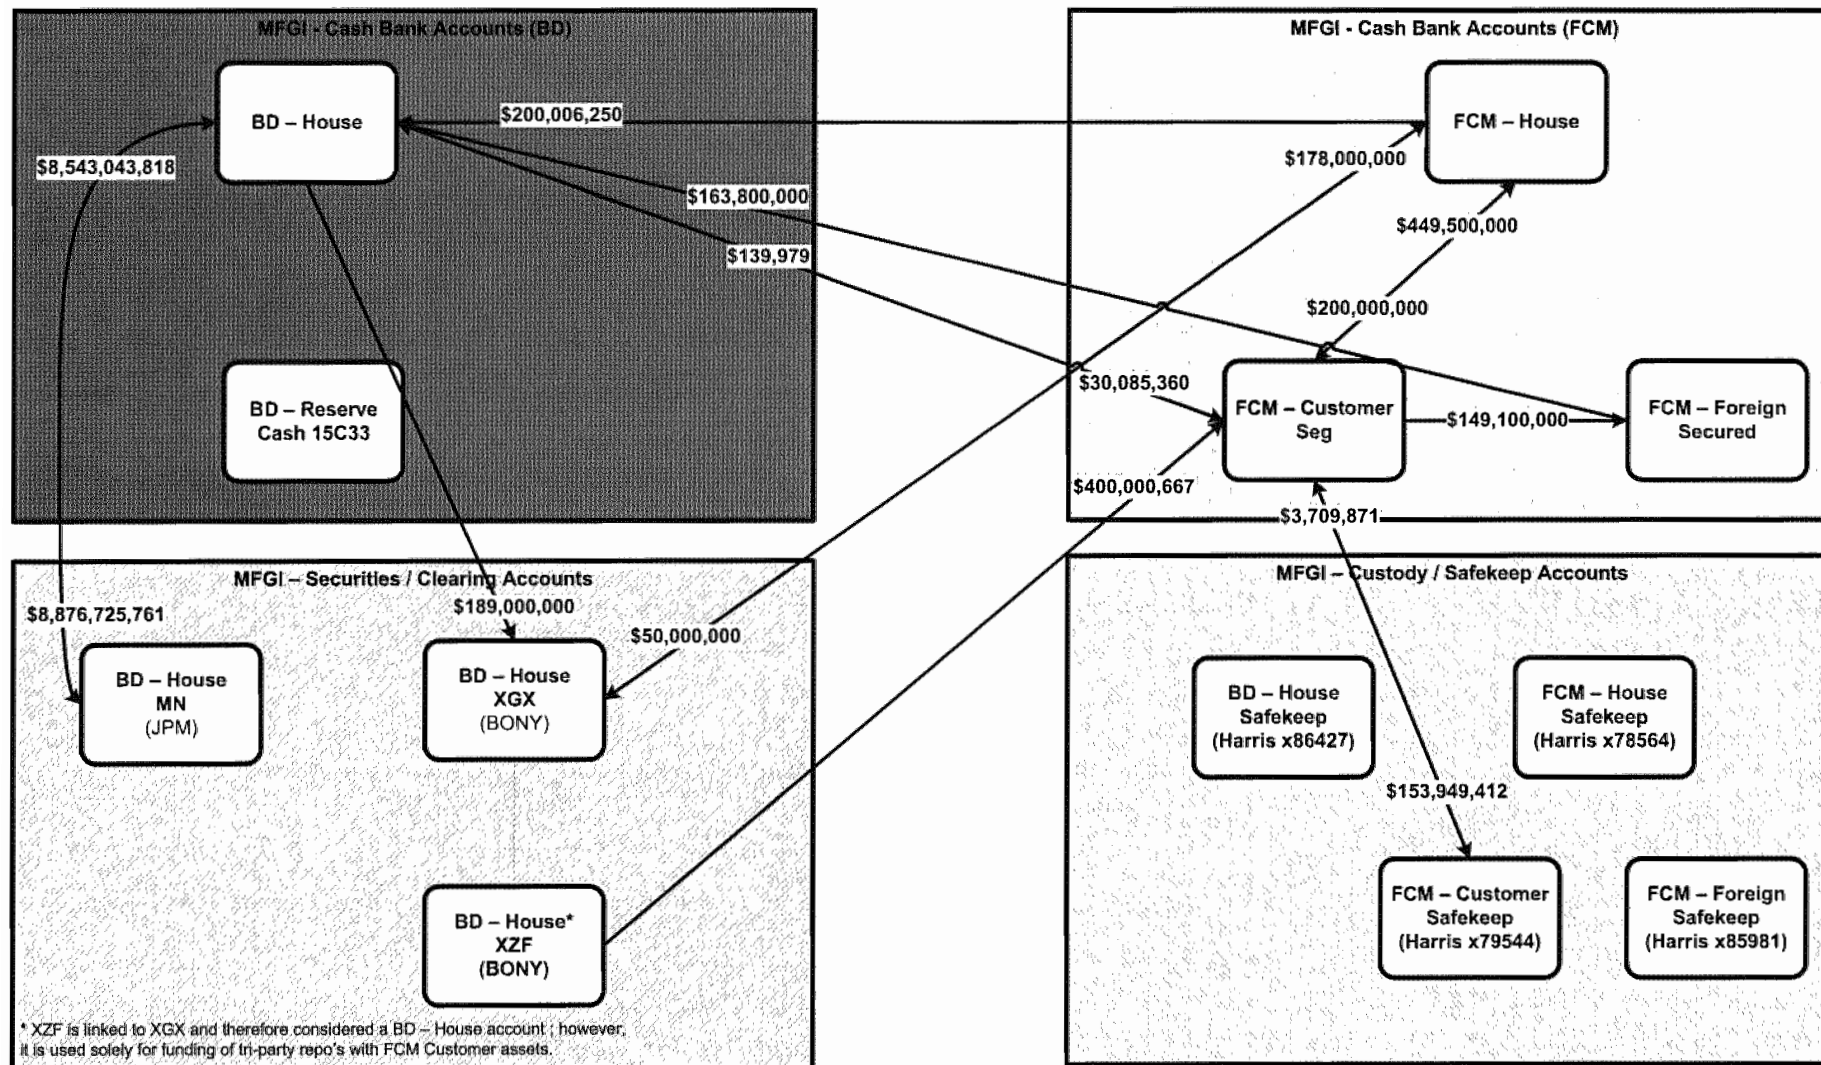 MFGI - Cash Bank Accounts (BD)
BD – House
$200,006,250
$8,543,043,818
$163,800,000
$139,979
BD – Reserve
Cash 15C33
MFGI - Cash Bank Accounts (FCM)
FCM – House
$178,000,000
$449,500,000
$200,000,000
$30,085,360
FCM – Customer
Seg
$149,100,000
FCM – Foreign
Secured
$400,000,667
$3,709,871
MFGI – Securities / Clearing Accounts
$8,876,725,761
$189,000,000
$50,000,000
BD – House
MN
(JPM)
BD – House
XGX
(BONY)
BD – House*
XZF
(BONY)
* XZF is linked to XGX and therefore considered a BD – House account ; however,
it is used solely for funding of tri-party repo's with FCM Customer assets.
MFGI – Custody / Safekeep Accounts
BD – House
Safekeep
(Harris x86427)
FCM – House
Safekeep
(Harris x78564)
$153,949,412
FCM – Customer
Safekeep
(Harris x79544)
FCM – Foreign
Safekeep
(Harris x85981)